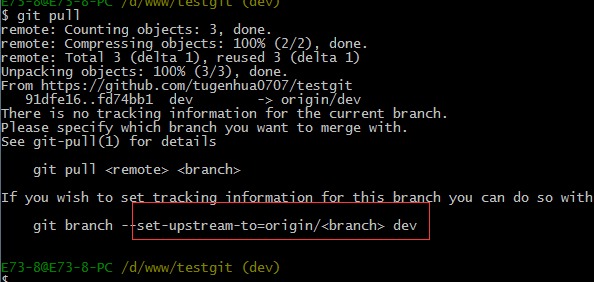 E73-8@E73-8-PC /d/www/testgit (dev)
$ git pull
remote: Counting objects: 3, done.
remote: Compressing objects: 100% (2/2), done.
remote: Total 3 (delta 1), reused 3 (delta 1)
Unpacking objects: 100% (3/3), done.
From https://github.com/tugenhua0707/testgit
   91dfe16..fd74bb1  dev        -> origin/dev
There is no tracking information for the current branch.
Please specify which branch you want to merge with.
See git-pull(1) for details

    git pull <remote> <branch>

If you wish to set tracking information for this branch you can do so with

    git branch --set-upstream-to=origin/<branch> dev

E73-8@E73-8-PC /d/www/testgit (dev)
$